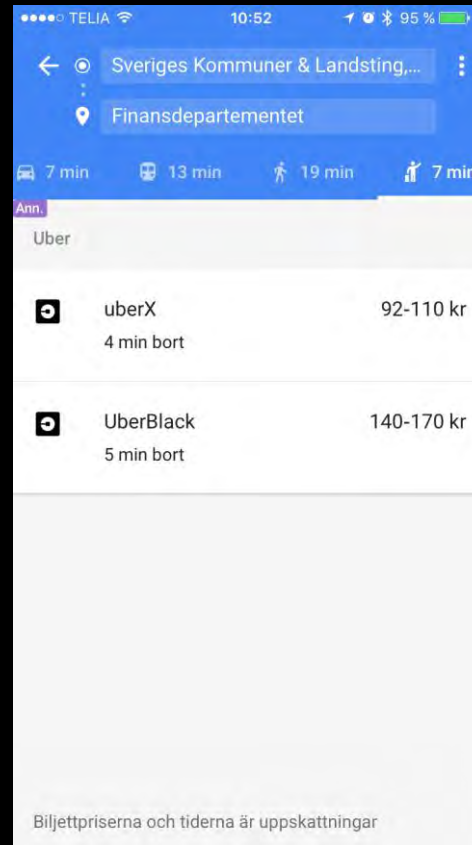 TELIA 10:52 95 %
Sveriges Kommuner & Landsting,...
Finansdepartementet
7 min 13 min 19 min 7 min
Ann.
Uber
uberX 92-110 kr
4 min bort
UberBlack 140-170 kr
5 min bort
Biljettpriserna och tiderna är uppskattningar